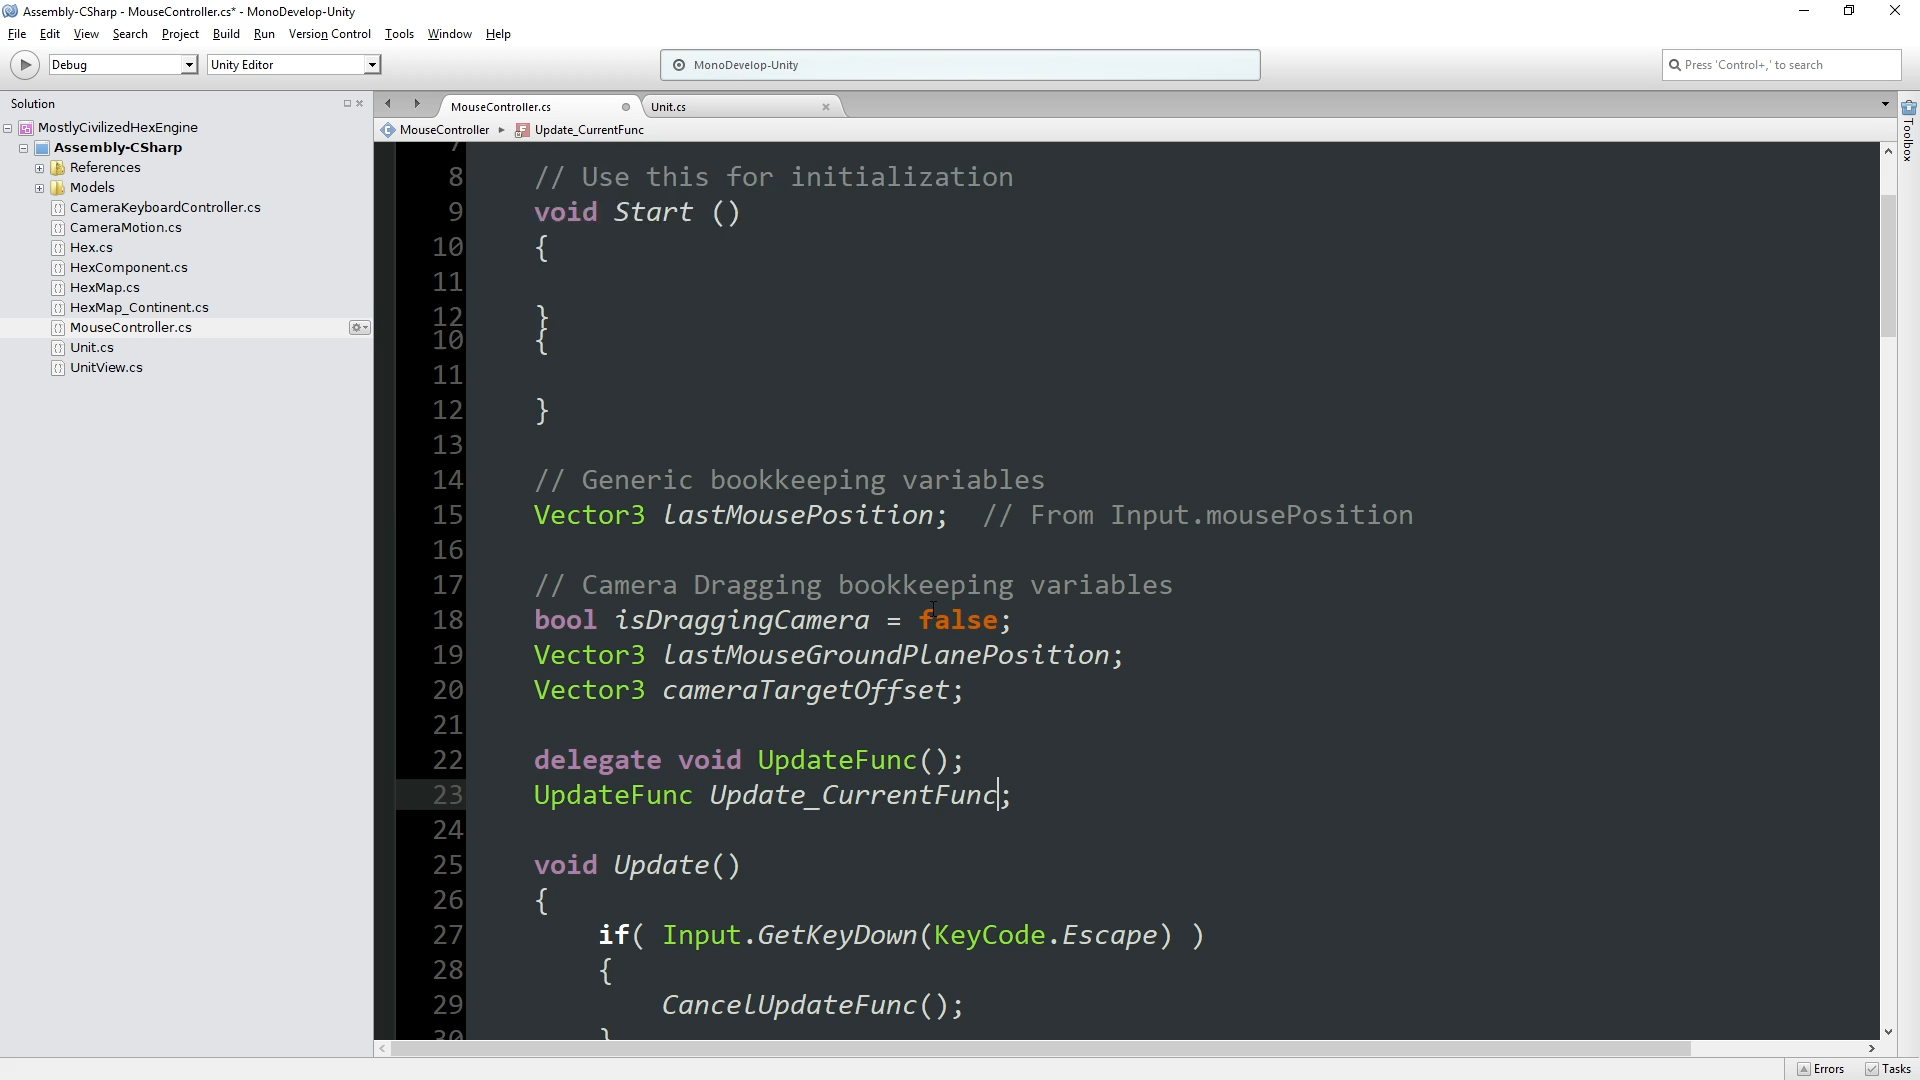 Assembly-CSharp - MouseController.cs* - MonoDevelop-Unity
File Edit View Search Project Build Run Version Control Tools Window Help
Debug Unity Editor MonoDevelop-Unity Press 'Control+,' to search
Solution MouseController.cs Unit.cs
MouseController Update_CurrentFunc
Toolbox
MostlyCivilizedHexEngine
Assembly-CSharp
References
Models
CameraKeyboardController.cs
CameraMotion.cs
Hex.cs
HexComponent.cs
HexMap.cs
HexMap_Continent.cs
MouseController.cs
Unit.cs
UnitView.cs
7
8 // Use this for initialization
9 void Start ()
10 {
11
12 }
10 {
11
12 }
13
14 // Generic bookkeeping variables
15 Vector3 lastMousePosition; // From Input.mousePosition
16
17 // Camera Dragging bookkeeping variables
18 bool isDraggingCamera = false;
19 Vector3 lastMouseGroundPlanePosition;
20 Vector3 cameraTargetOffset;
21
22 delegate void UpdateFunc();
23 UpdateFunc Update_CurrentFunc;
24
25 void Update()
26 {
27 if( Input.GetKeyDown(KeyCode.Escape) )
28 {
29 CancelUpdateFunc();
30 }
Errors Tasks